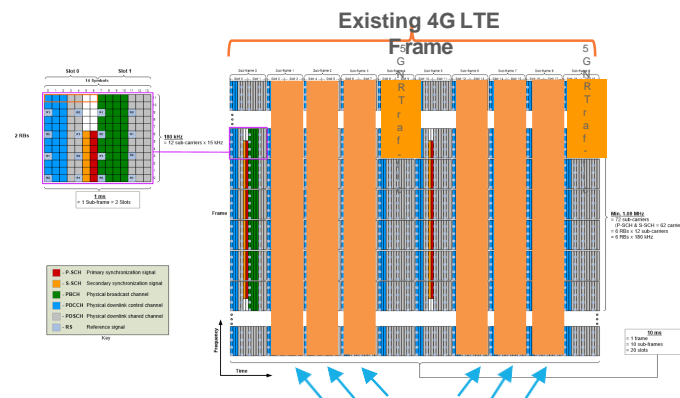 Existing 4G LTE
Frame
5
G
N
R
T
r
a
f
-
5
G
N
R
T
r
a
f
-
Slot 0 Slot 1
14 Symbols
2 RBs
180 kHz
= 12 sub-carriers x 15 kHz
1 ms
= 1 Sub-frame = 2 Slots
Frame
Min. 1.08 MHz
= 72 sub-carriers
(P-SCH & S-SCH = 62 carrie
= 6 RBs x 12 sub-carriers
= 6 RBs x 180 kHz
- P-SCH Primary synchronization signal
- S-SCH Secondary synchronization signal
- PBCH Physical broadcast channel
- PDCCH Physical downlink control channel
- PDSCH Physical downlink shared channel
- RS Reference signal
Key
Frequency
Time
10 ms
= 1 frame
= 10 sub-frames
= 20 slots